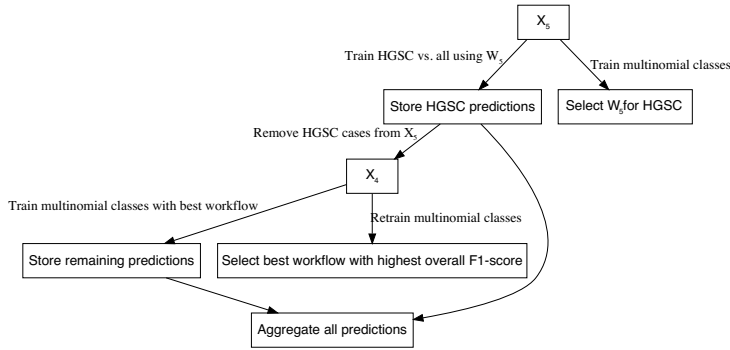 X₅
Train HGSC vs. all using W₅
Train multinomial classes
Store HGSC predictions
Select W₅for HGSC
Remove HGSC cases from X₅
X₄
Train multinomial classes with best workflow
Retrain multinomial classes
Store remaining predictions
Select best workflow with highest overall F1-score
Aggregate all predictions